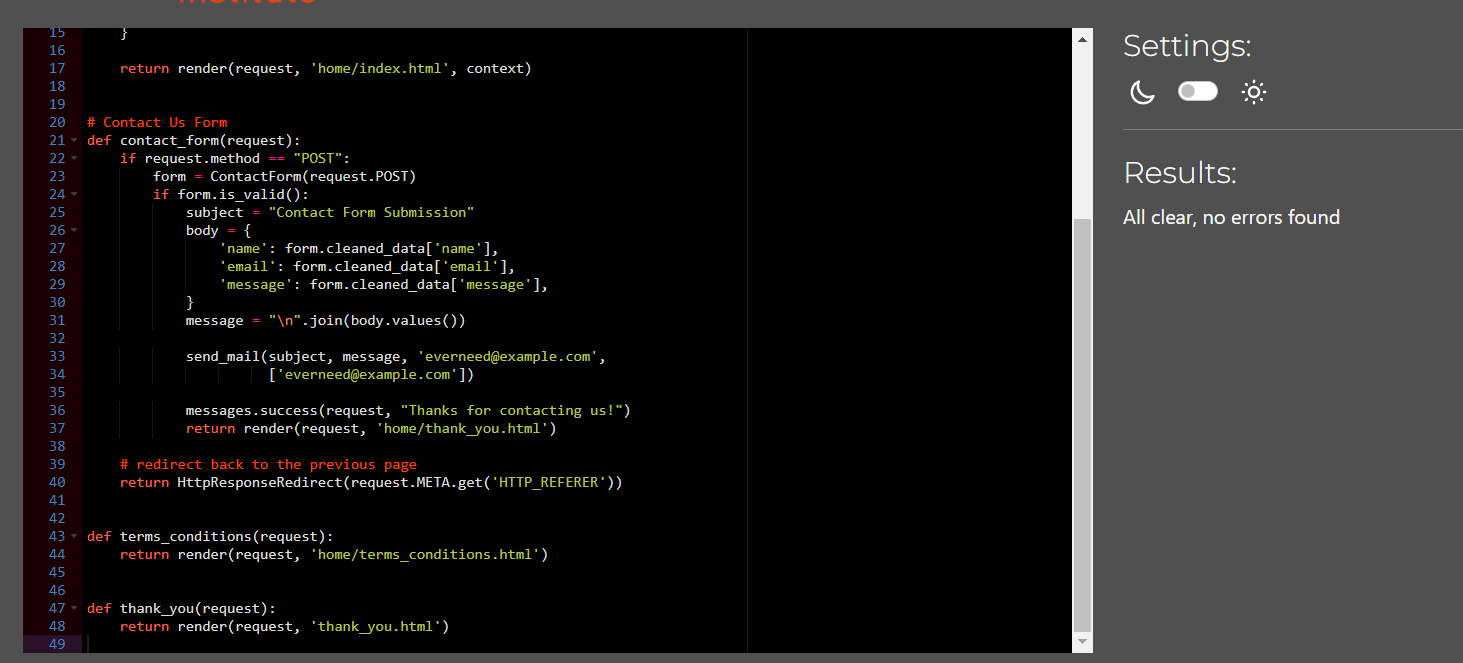 Institute
15 }
16
17 return render(request, 'home/index.html', context)
18
19
20 # Contact Us Form
21 def contact_form(request):
22 if request.method == "POST":
23 form = ContactForm(request.POST)
24 if form.is_valid():
25 subject = "Contact Form Submission"
26 body = {
27 'name': form.cleaned_data['name'],
28 'email': form.cleaned_data['email'],
29 'message': form.cleaned_data['message'],
30 }
31 message = "\n".join(body.values())
32
33 send_mail(subject, message, 'everneed@example.com',
34 ['everneed@example.com'])
35
36 messages.success(request, "Thanks for contacting us!")
37 return render(request, 'home/thank_you.html')
38
39 # redirect back to the previous page
40 return HttpResponseRedirect(request.META.get('HTTP_REFERER'))
41
42
43 def terms_conditions(request):
44 return render(request, 'home/terms_conditions.html')
45
46
47 def thank_you(request):
48 return render(request, 'thank_you.html')
49
Settings:
Results:
All clear, no errors found